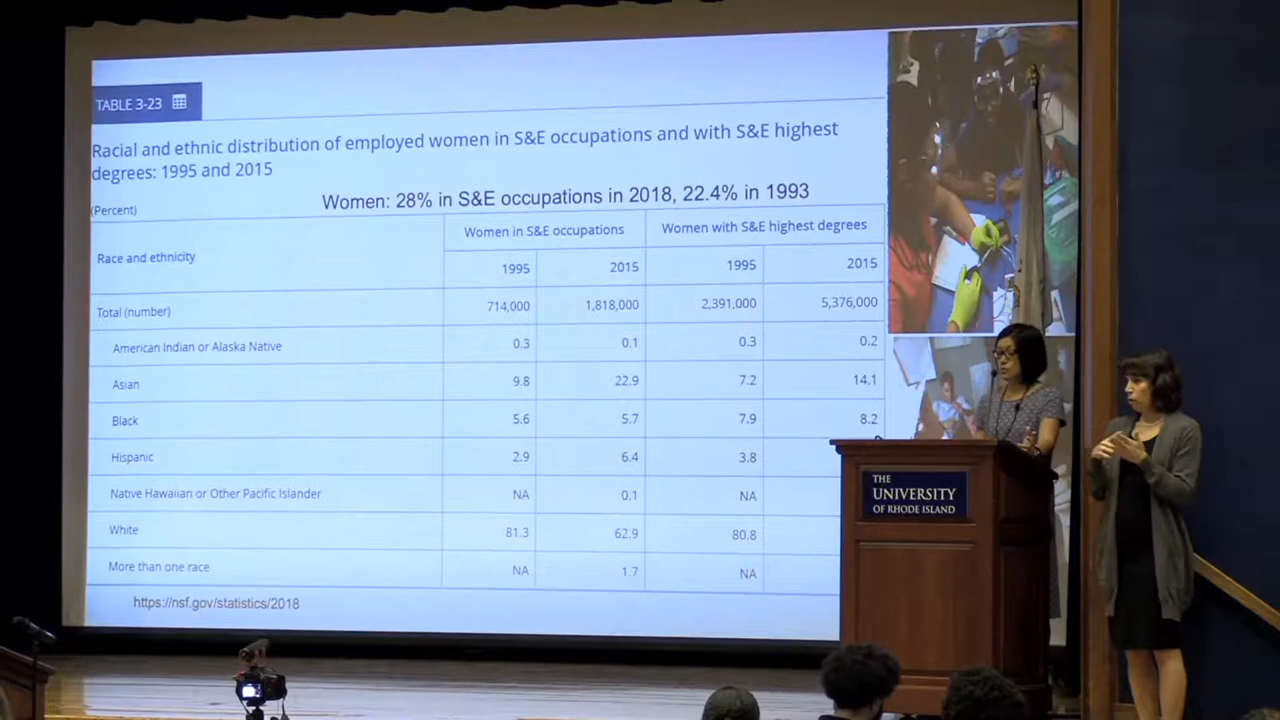 TABLE 3-23
Racial and ethnic distribution of employed women in S&E occupations and with S&E highest
degrees: 1995 and 2015
Women: 28% in S&E occupations in 2018, 22.4% in 1993
(Percent)
Race and ethnicity
Women in S&E occupations
Women with S&E highest degrees
1995 2015 1995 2015
Total (number) 714,000 1,818,000 2,391,000 5,376,000
American Indian or Alaska Native 0.3 0.1 0.3 0.2
Asian 9.8 22.9 7.2 14.1
Black 5.6 5.7 7.9 8.2
Hispanic 2.9 6.4 3.8
Native Hawaiian or Other Pacific Islander NA 0.1 NA
White 81.3 62.9 80.8
More than one race NA 1.7 NA
https://nsf.gov/statistics/2018
THE
UNIVERSITY
OF RHODE ISLAND